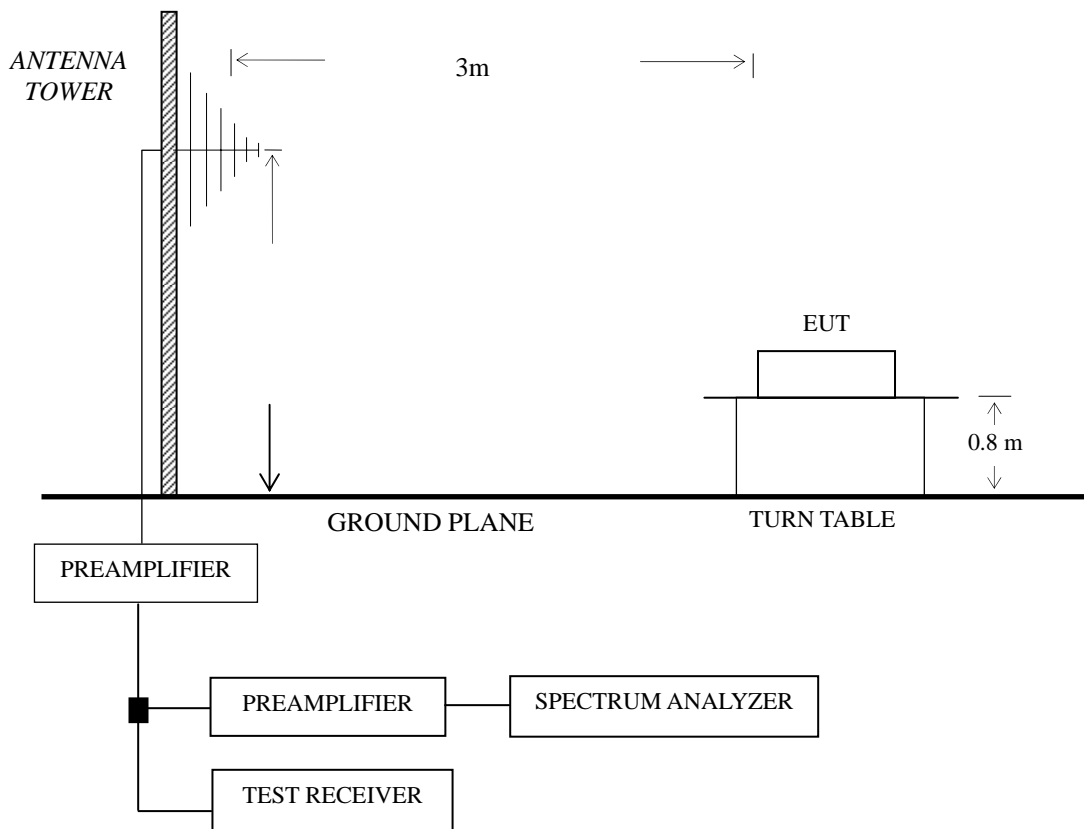 ANTENNA
TOWER
3m
EUT
0.8 m
GROUND PLANE
TURN TABLE
PREAMPLIFIER
PREAMPLIFIER
SPECTRUM ANALYZER
TEST RECEIVER